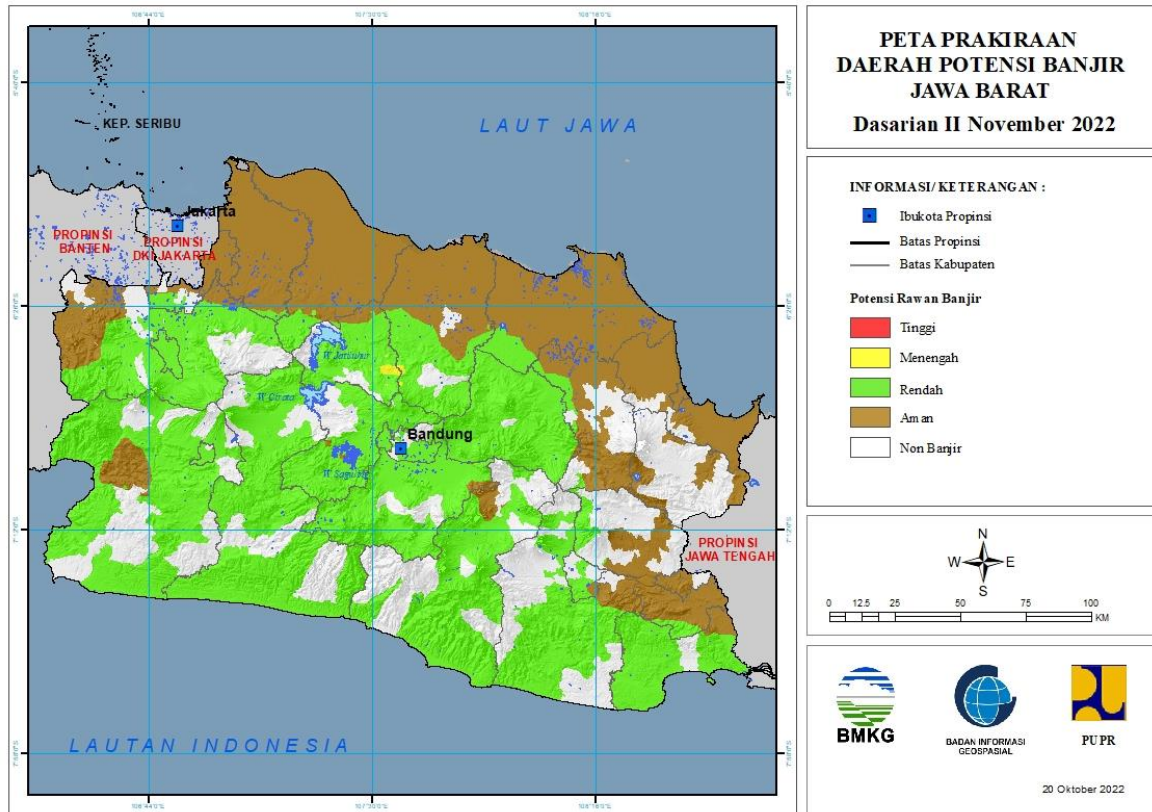 PETA PRAKIRAAN
DAERAH POTENSI BANJIR
JAWA BARAT
Dasarian II November 2022
INFORMASI/ KETERANGAN :
Ibukota Propinsi
Batas Propinsi
Batas Kabupaten
Potensi Rawan Banjir
Tinggi
Menengah
Rendah
Aman
Non Banjir
N
W E
S
0 12.5 25 50 75 100
KM
BMKG
BADAN INFORMASI
GEOSPASIAL
PUPR
20 Oktober 2022
KEP. SERIBU
LAUT JAWA
Jakarta
PROPINSI
BANTEN
PROPINSI
DKI JAKARTA
W Jatiluhur
W Cirata
Bandung
W Saguling
PROPINSI
JAWA TENGAH
LAUTAN INDONESIA